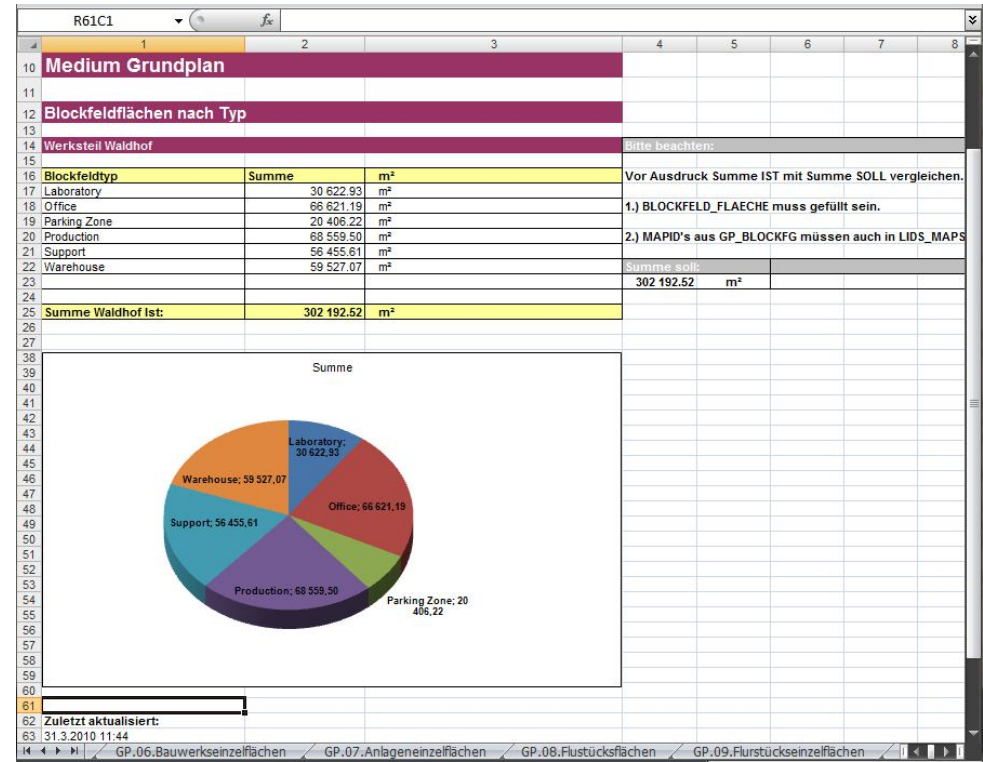 R61C1 fx
1 2 3 4 5 6 7 8
10 Medium Grundplan
11
12 Blockfeldflächen nach Typ
13
14 Werksteil Waldhof Bitte beachten:
15
16 Blockfeldtyp Summe m² Vor Ausdruck Summe IST mit Summe SOLL vergleichen.
17 Laboratory 30 622.93 m²
18 Office 66 621.19 m² 1.) BLOCKFELD_FLAECHE muss gefüllt sein.
19 Parking Zone 20 406.22 m²
20 Production 68 559.50 m² 2.) MAPID's aus GP_BLOCKFG müssen auch in LIDS_MAPS
21 Support 56 455.61 m²
22 Warehouse 59 527.07 m² Summe soll:
23 302 192.52 m²
24
25 Summe Waldhof Ist: 302 192.52 m²
26
27
38
39 Summe
40
41
42
43 Laboratory;
44 30 622,93
45
46 Warehouse; 59 527,07
47
48 Office; 66 621,19
49 Support; 56 455,61
50
51
52
53 Production; 68 559,50
54 Parking Zone; 20
55 406,22
56
57
58
59
60
61
62 Zuletzt aktualisiert:
63 31.3.2010 11:44
GP.06.Bauwerkseinzelflächen GP.07.Anlageneinzelflächen GP.08.Flustücksflächen GP.09.Flurstückseinzelflächen